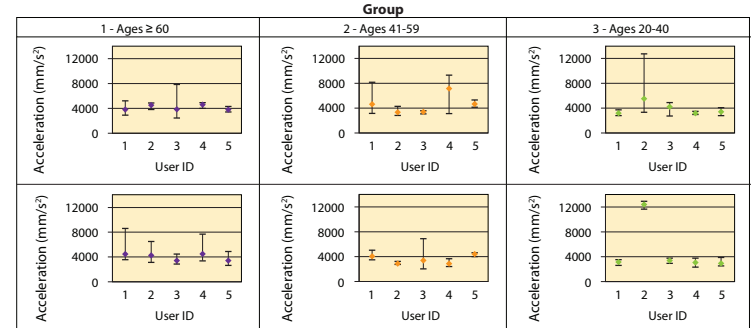 Group
1 - Ages ≥ 60
2 - Ages 41-59
3 - Ages 20-40
Acceleration (mm/s²)
12000
8000
4000
0
1 2 3 4 5
User ID
Acceleration (mm/s²)
12000
8000
4000
0
1 2 3 4 5
User ID
Acceleration (mm/s²)
12000
8000
4000
0
1 2 3 4 5
User ID
Acceleration (mm/s²)
12000
8000
4000
0
1 2 3 4 5
User ID
Acceleration (mm/s²)
12000
8000
4000
0
1 2 3 4 5
User ID
Acceleration (mm/s²)
12000
8000
4000
0
1 2 3 4 5
User ID